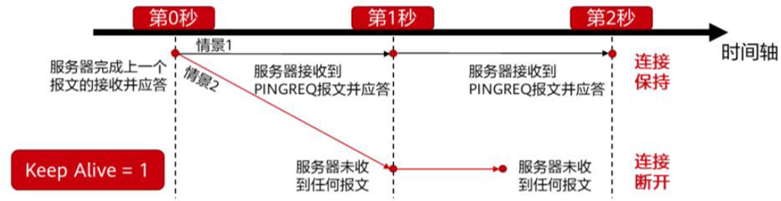 第0秒
第1秒
第2秒
时间轴
情景1
服务器完成上一个
报文的接收并应答
服务器接收到
PINGREQ报文并应答
服务器接收到
PINGREQ报文并应答
连接
保持
情景2
Keep Alive = 1
服务器未收
到任何报文
服务器未收
到任何报文
连接
断开